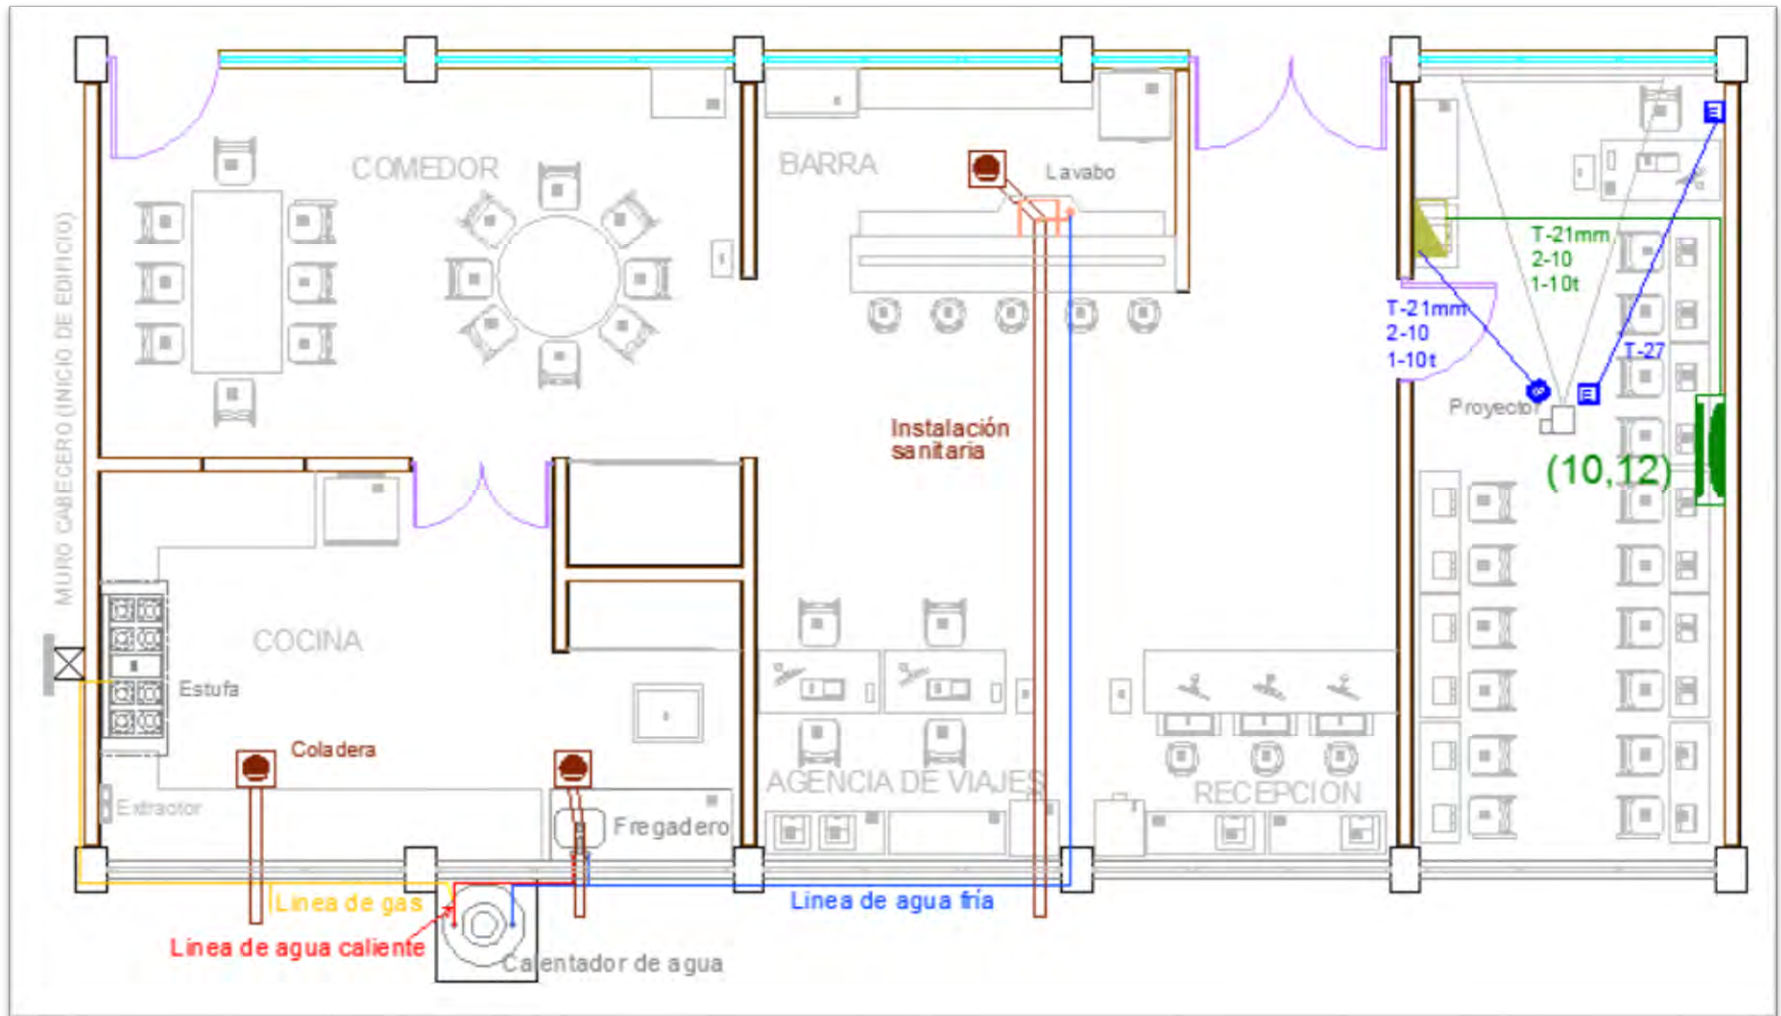 COMEDOR
BARRA
Lavabo
MURO CABECERO (INICIO DE EDIFICIO)
T-21mm
2-10
1-10t
T-21mm
2-10
1-10t
T-27
Proyector
Instalación
sanitaria
(10,12)
COCINA
Estufa
Coladera
AGENCIA DE VIAJES
RECEPCION
Extractor
Fregadero
Linea de gas
Linea de agua fría
Linea de agua caliente
Calentador de agua